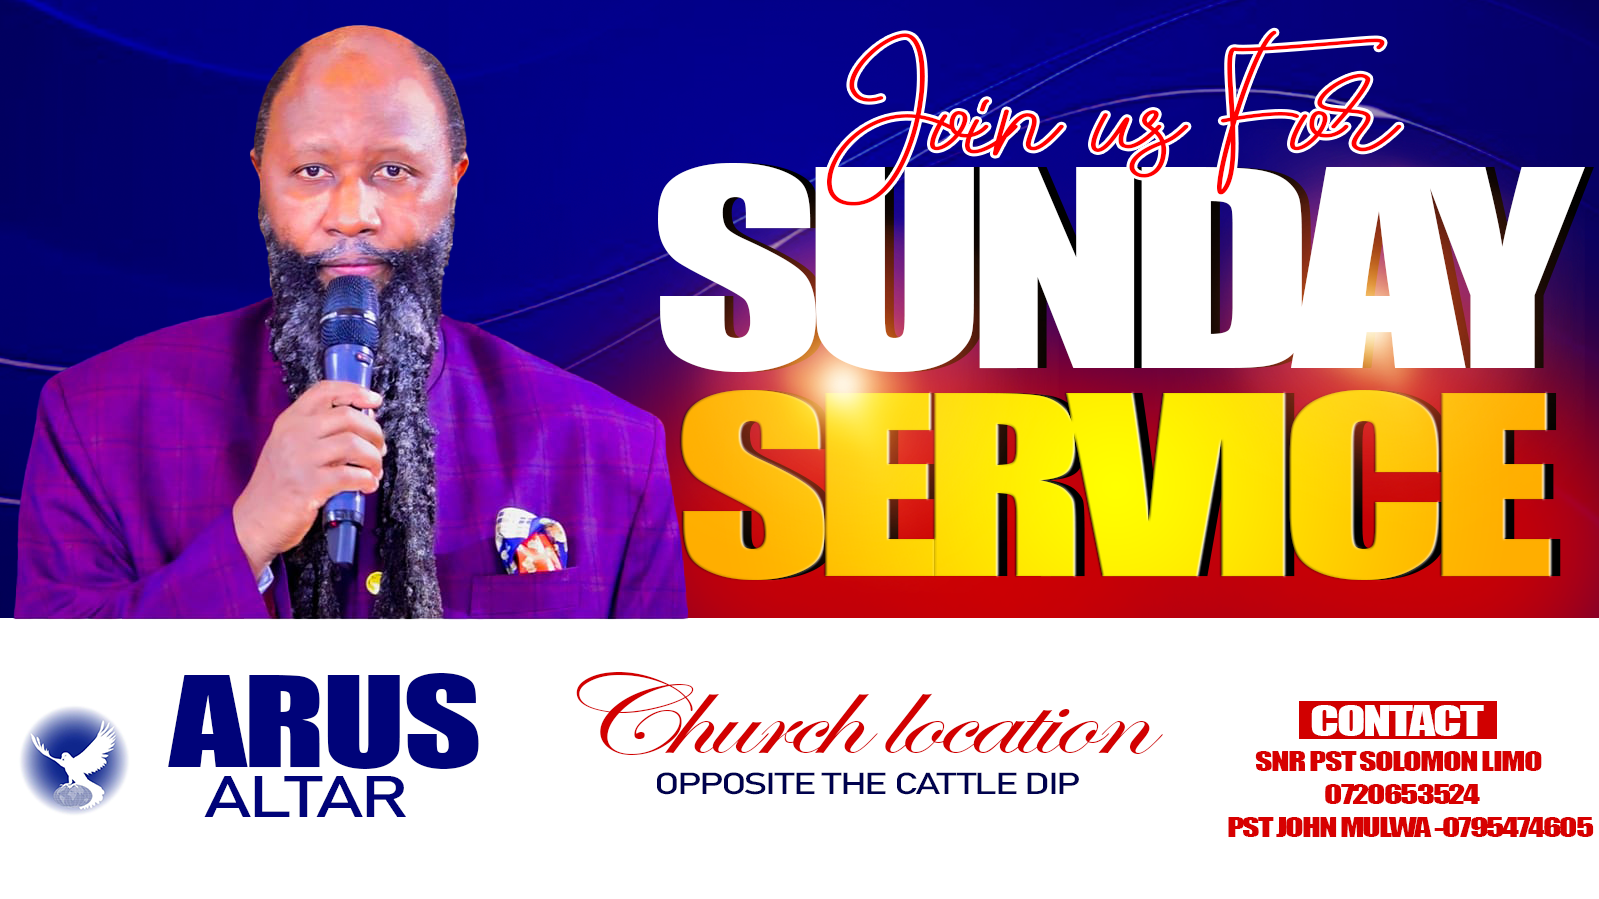 Join us For
SUNDAY
SERVICE
ARUS
ALTAR
Church location
OPPOSITE THE CATTLE DIP
CONTACT
SNR PST SOLOMON LIMO
0720653524
PST JOHN MULWA -0795474605